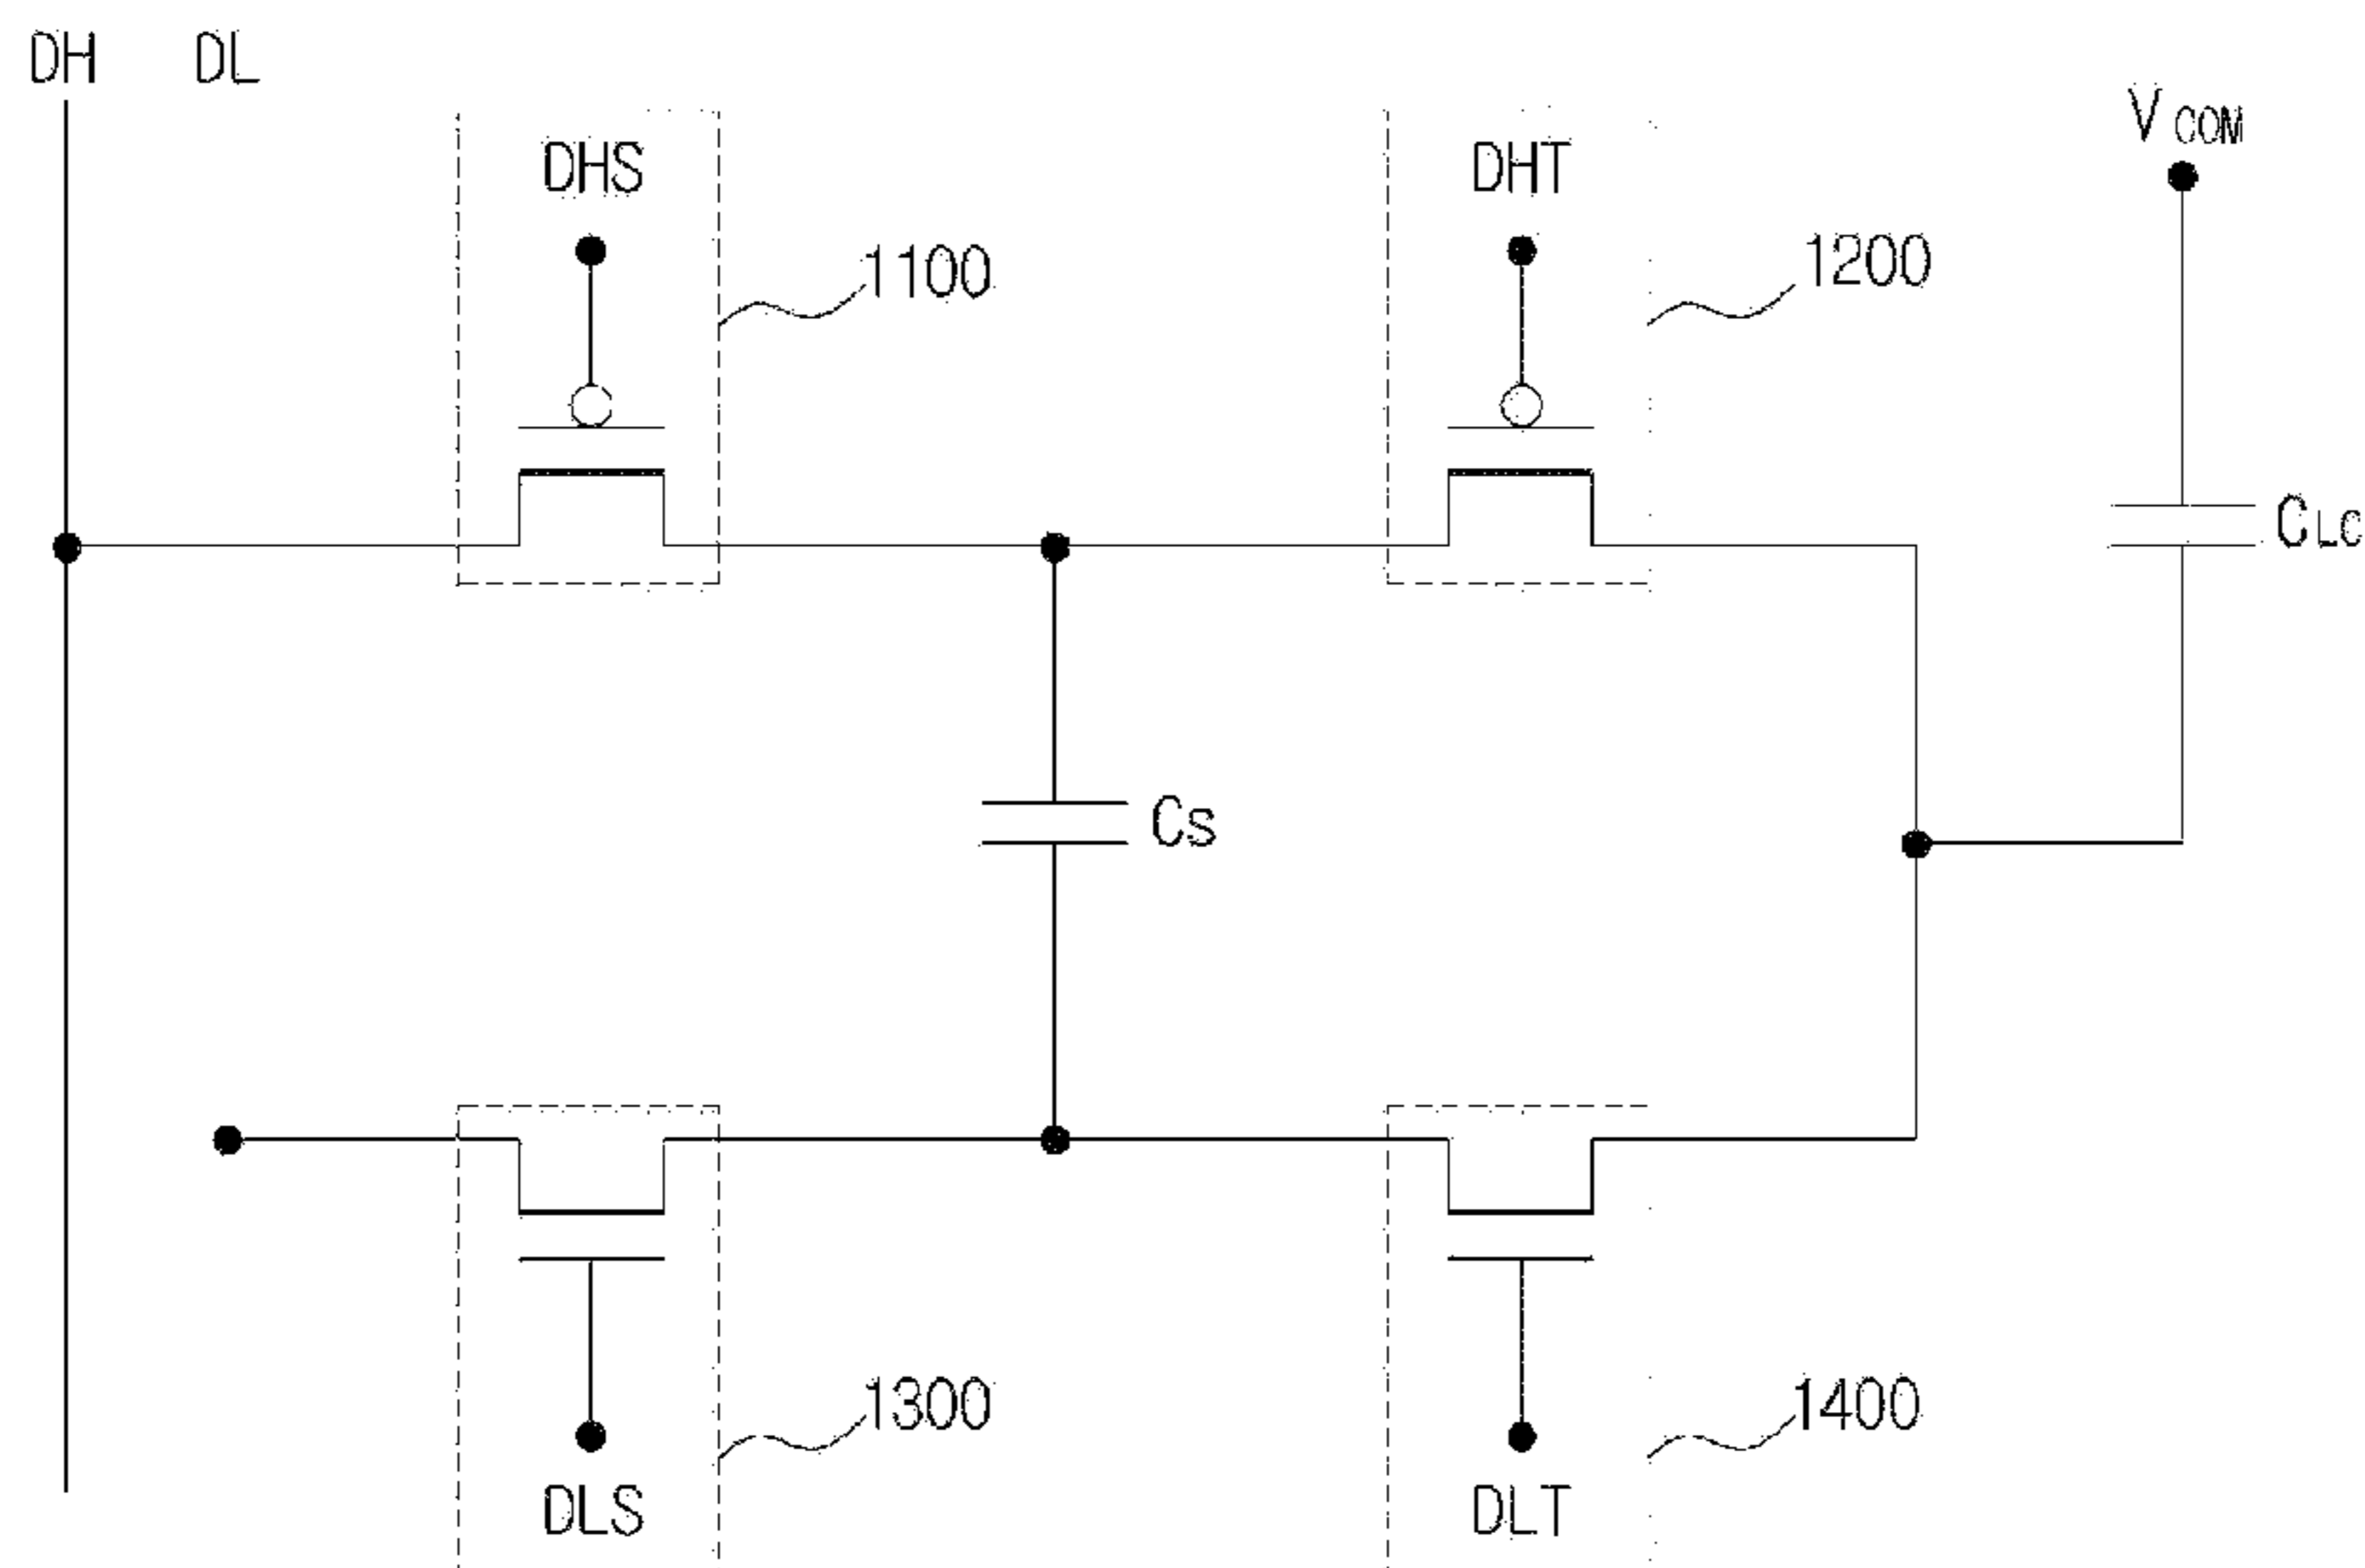 DH DL
V COM
DHS
DHT
1100
1200
CLC
CS
1300
1400
DLS
DLT